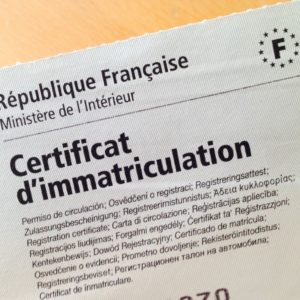 République Française
Ministère de l'Intérieur
F
Certificat
d'immatriculation
Permiso de circulación; Osvědčení o registraci; Registreringsattest;
Zulassungsbescheinigung; Registreerimistunnistus; Άδεια κυκλοφορίας;
Registration certificate; Carta di circolazione; Reģistrācijas apliecība;
Registracijos liudijimas; Forgalmi engedély; Ċertifikat ta' Reġistrazzjoni;
Kentekenbewijs; Dowód Rejestracyjny; Certificado de matrícula;
Osvedčenie o evidencii; Prometno dovoljenje; Rekisteröintitodistus;
Registreringsbeviset; Регистрационен талон на автомобила;
Certificat de inmatriculare.